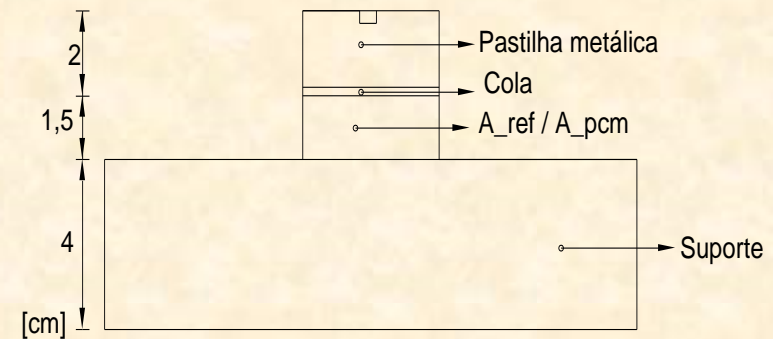 2
Pastilha metálica
Cola
1,5
A_ref / A_pcm
4
Suporte
[cm]